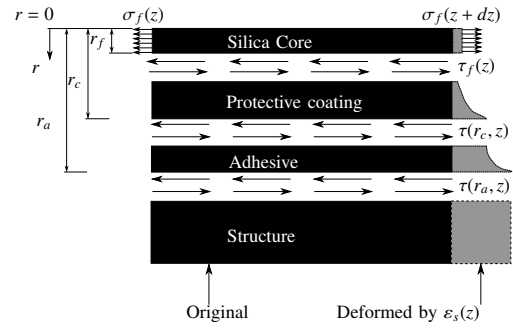 r = 0
σ_f(z)
σ_f(z + dz)
r_f
Silica Core
r
τ_f(z)
r_c
Protective coating
r_a
τ(r_c, z)
Adhesive
τ(r_a, z)
Structure
Original
Deformed by ε_s(z)